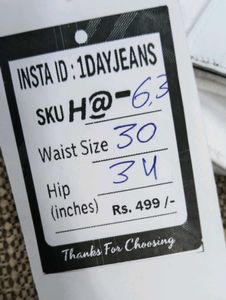 INSTA ID : 1DAYJEANS
SKU H@-63
Waist Size 30
Hip 34
(inches) Rs. 499 /-
Thanks For Choosing